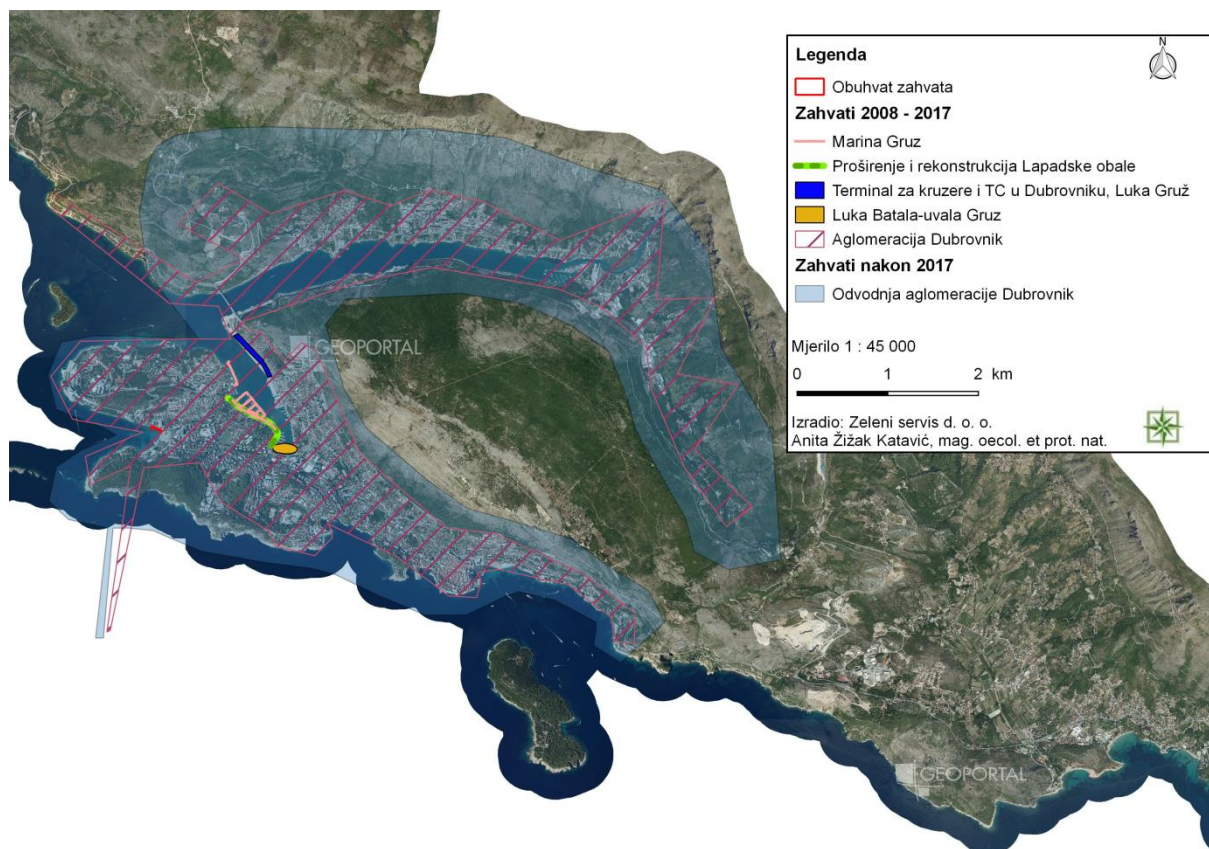 Legenda
N
Obuhvat zahvata
Zahvati 2008 - 2017
Marina Gruz
Proširenje i rekonstrukcija Lapadske obale
Terminal za kruzere i TC u Dubrovniku, Luka Gruž
Luka Batala-uvala Gruz
Aglomeracija Dubrovnik
Zahvati nakon 2017
Odvodnja aglomeracije Dubrovnik
Mjerilo 1 : 45 000
0 1 2 km
Izradio: Zeleni servis d. o. o.
Anita Žižak Katavić, mag. oecol. et prot. nat.
GEOPORTAL
GEOPORTAL